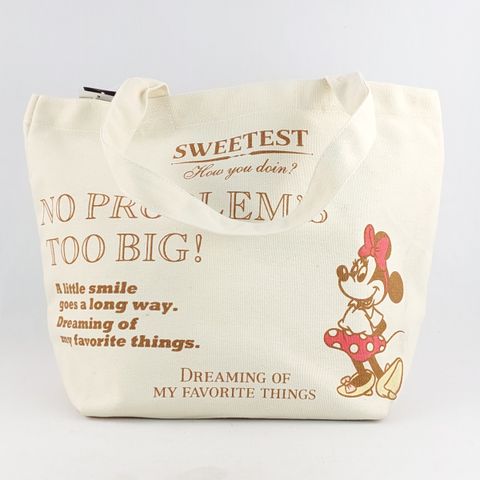 SWEETEST
How you doin?
NO PROBLEM'S
TOO BIG!
A little smile
goes a long way.
Dreaming of
my favorite things.
DREAMING OF
MY FAVORITE THINGS